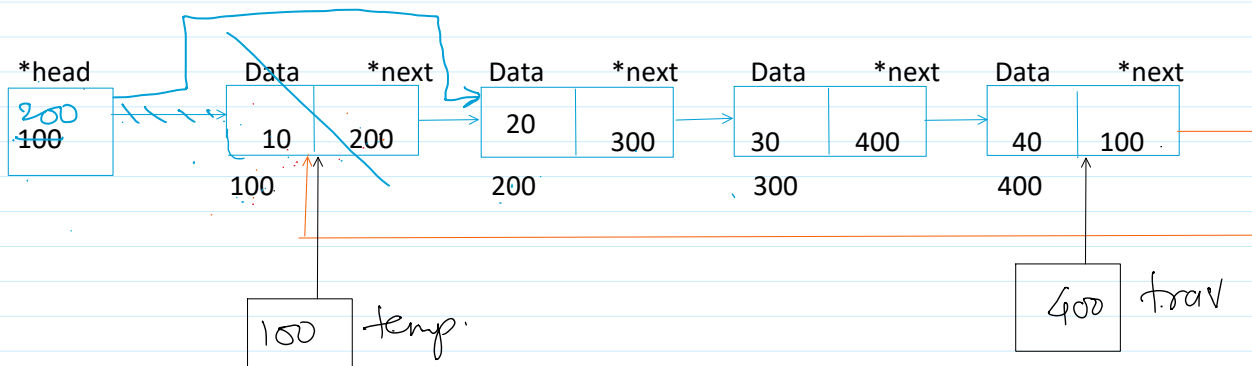 *head Data *next Data *next Data *next Data *next
200
100 10 200 20 300 30 400 40 100
100 200 300 400
100 temp. 400 trav